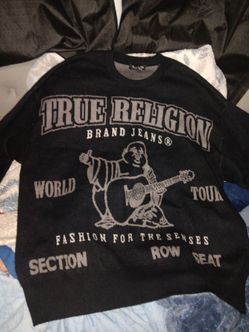 TRUE RELIGION
BRAND JEANS®
WORLD TOUR
FASHION FOR THE SENSES
SECTION ROW SEAT